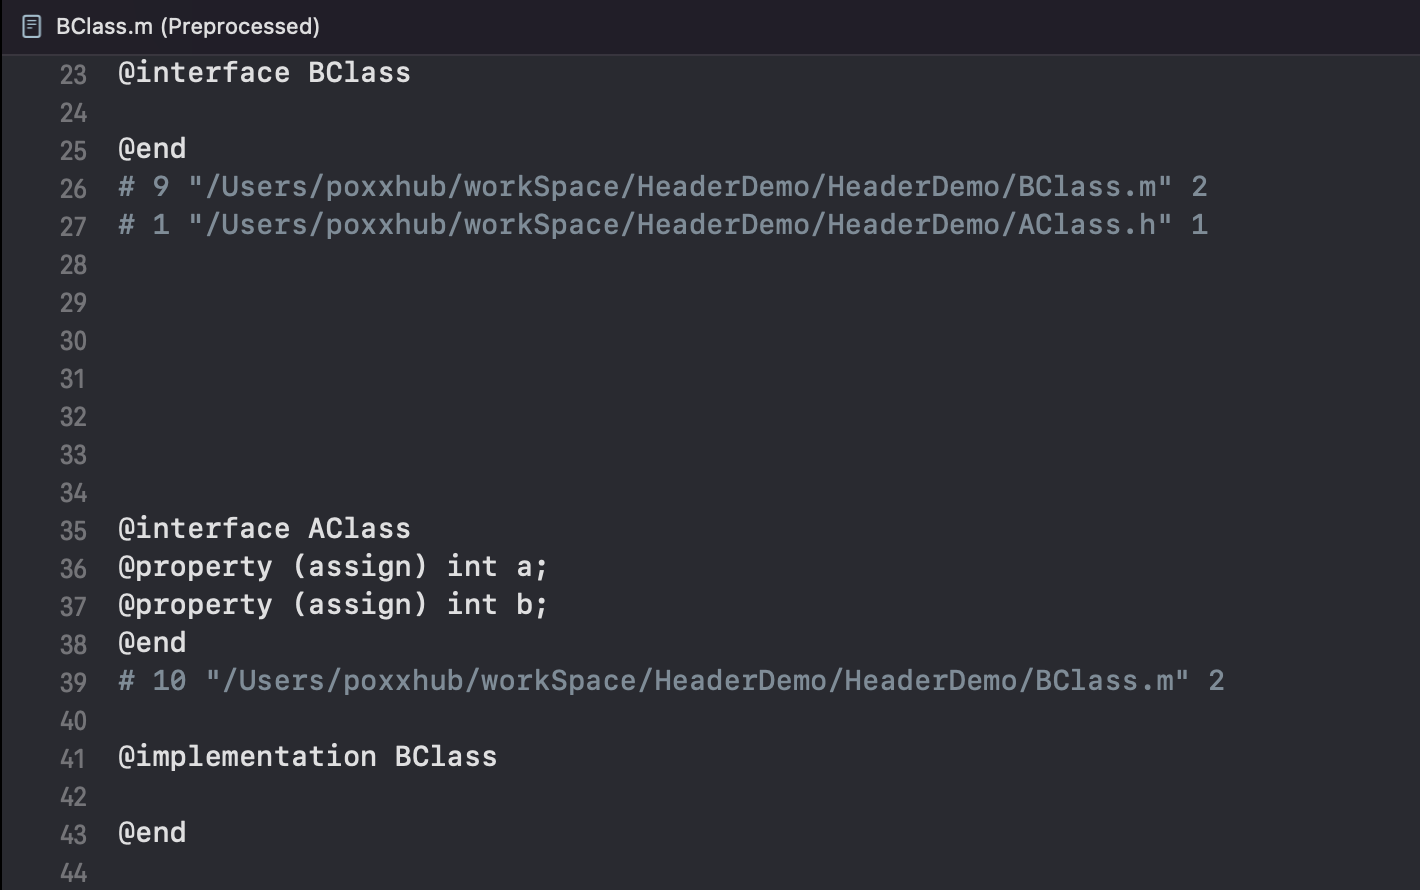 BClass.m (Preprocessed)
23 @interface BClass
24
25 @end
26 # 9 "/Users/poxxhub/workSpace/HeaderDemo/HeaderDemo/BClass.m" 2
27 # 1 "/Users/poxxhub/workSpace/HeaderDemo/HeaderDemo/AClass.h" 1
28
29
30
31
32
33
34
35 @interface AClass
36 @property (assign) int a;
37 @property (assign) int b;
38 @end
39 # 10 "/Users/poxxhub/workSpace/HeaderDemo/HeaderDemo/BClass.m" 2
40
41 @implementation BClass
42
43 @end
44